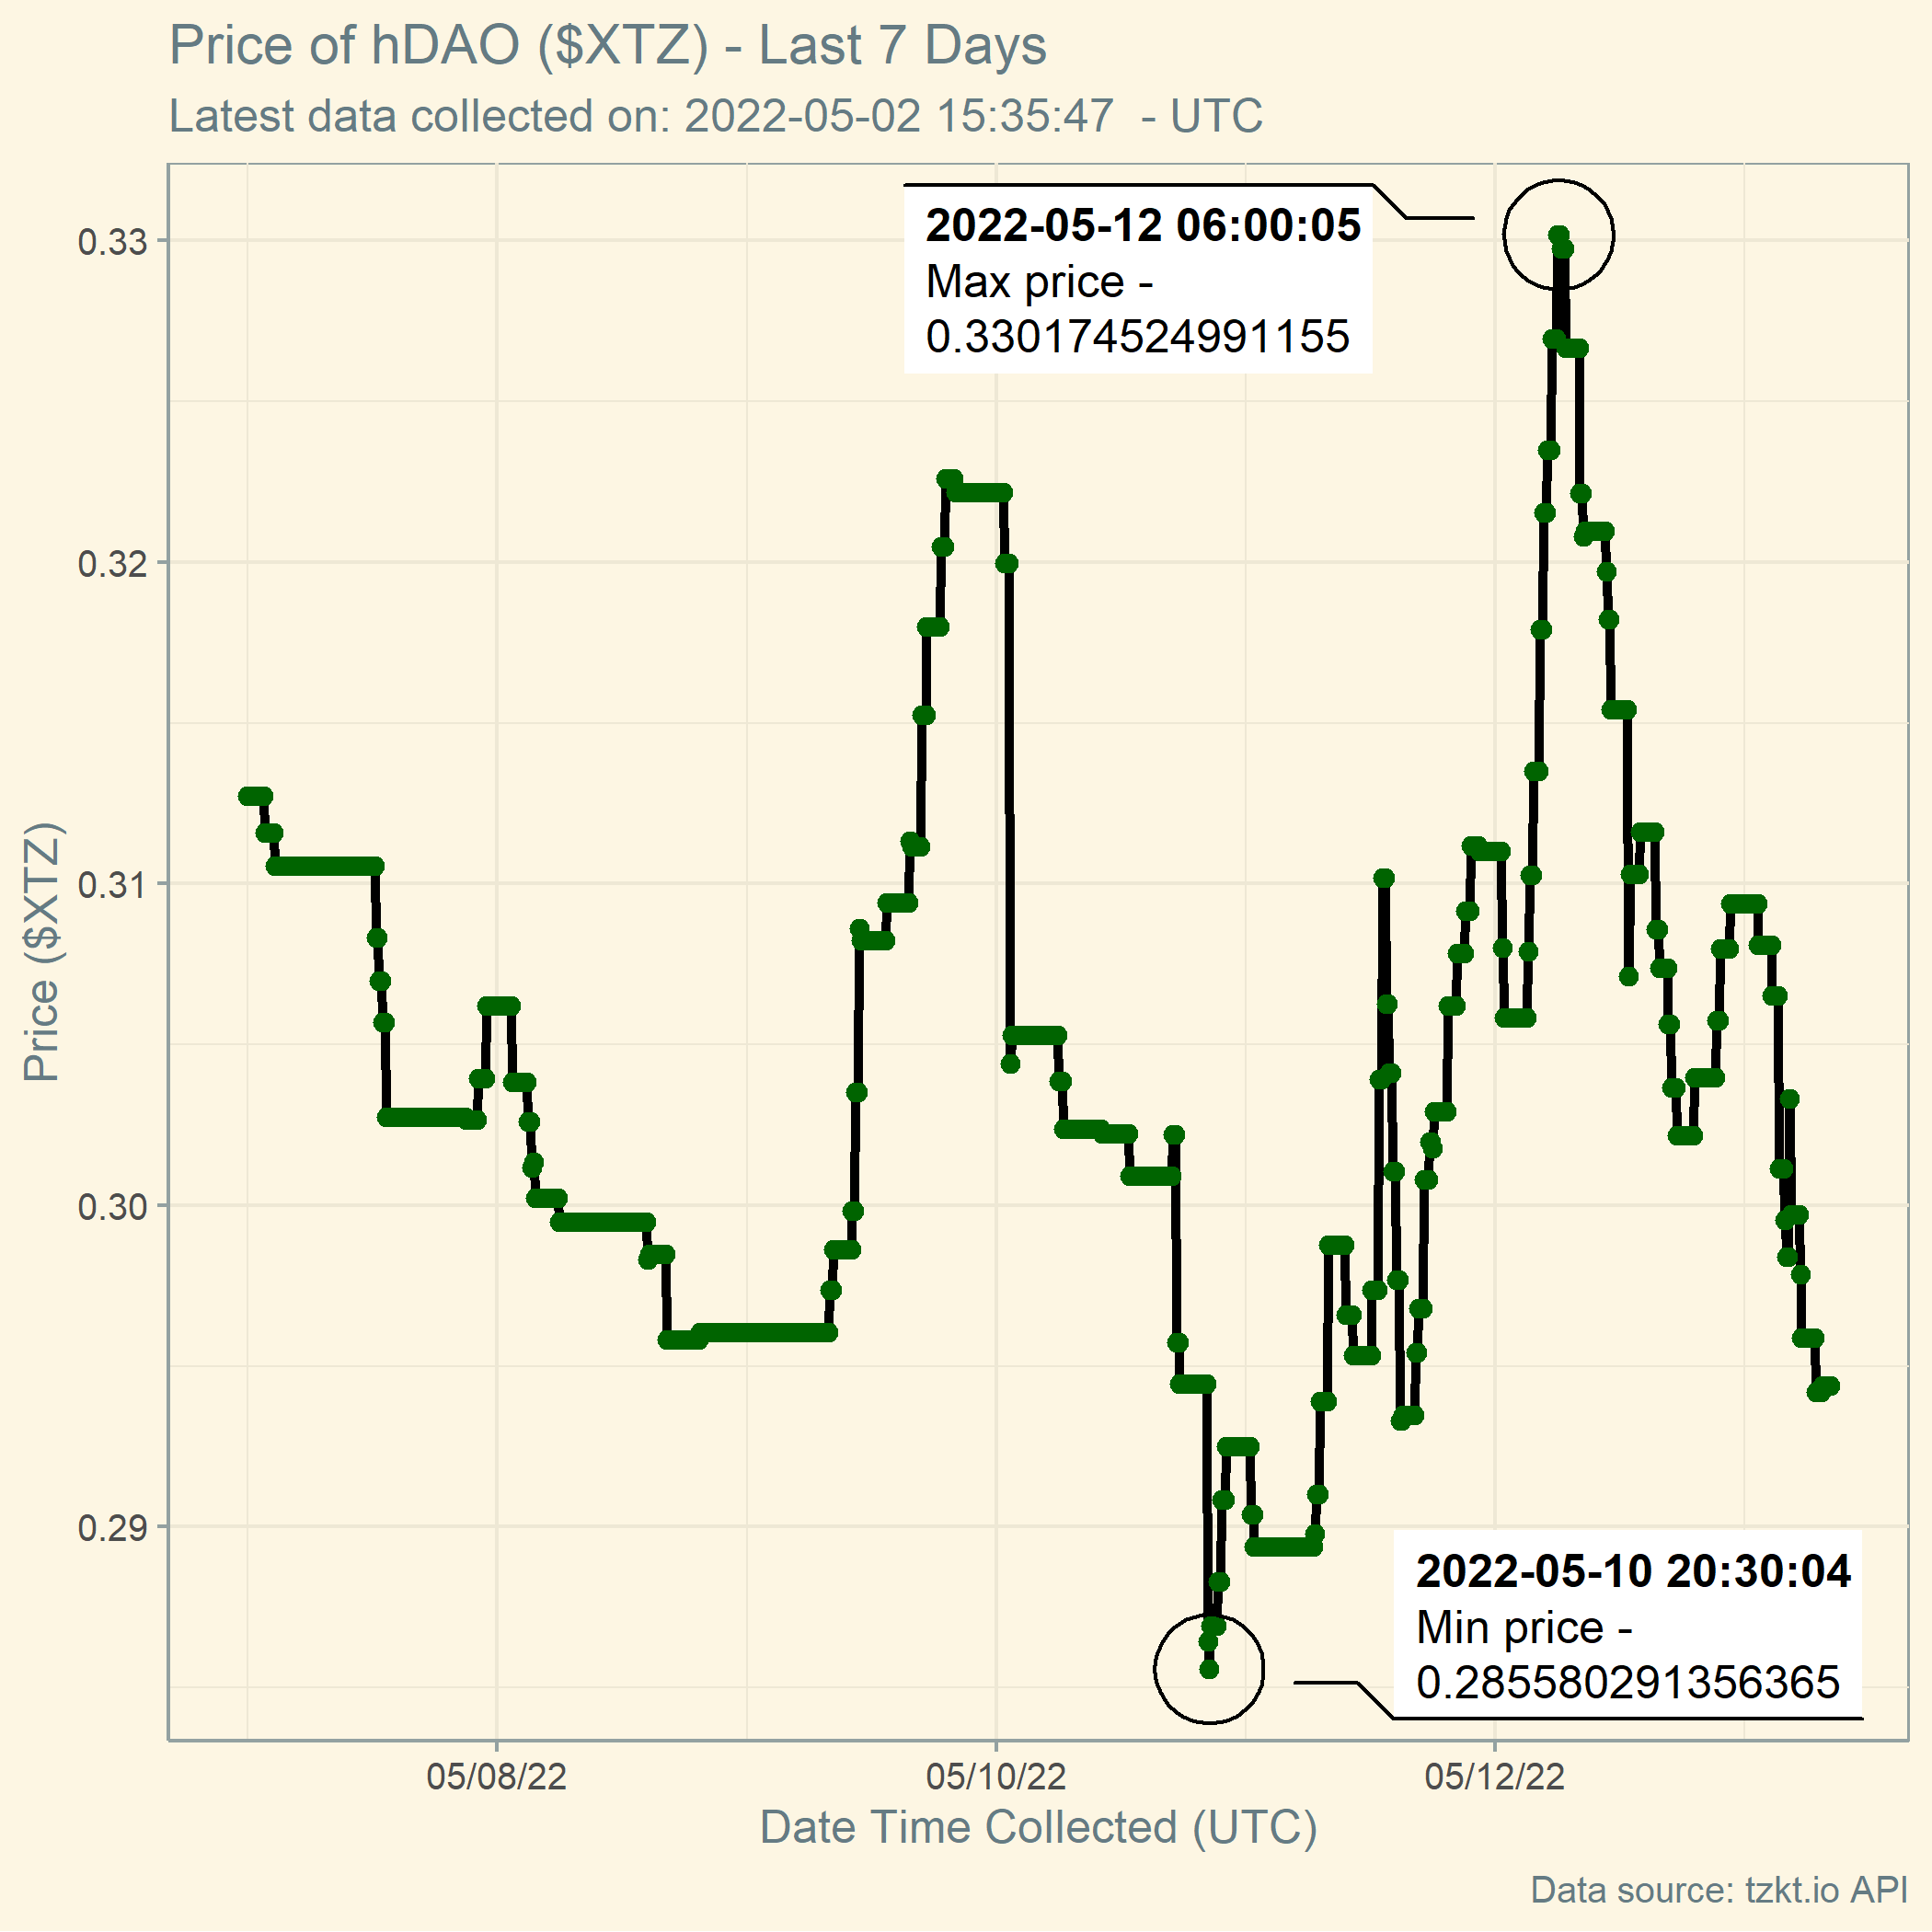 Price of hDAO ($XTZ) - Last 7 Days
Latest data collected on: 2022-05-02 15:35:47  - UTC
2022-05-12 06:00:05
Max price -
0.330174524991155
2022-05-10 20:30:04
Min price -
0.285580291356365
Price ($XTZ)
0.33
0.32
0.31
0.30
0.29
05/08/22
05/10/22
05/12/22
Date Time Collected (UTC)
Data source: tzkt.io API